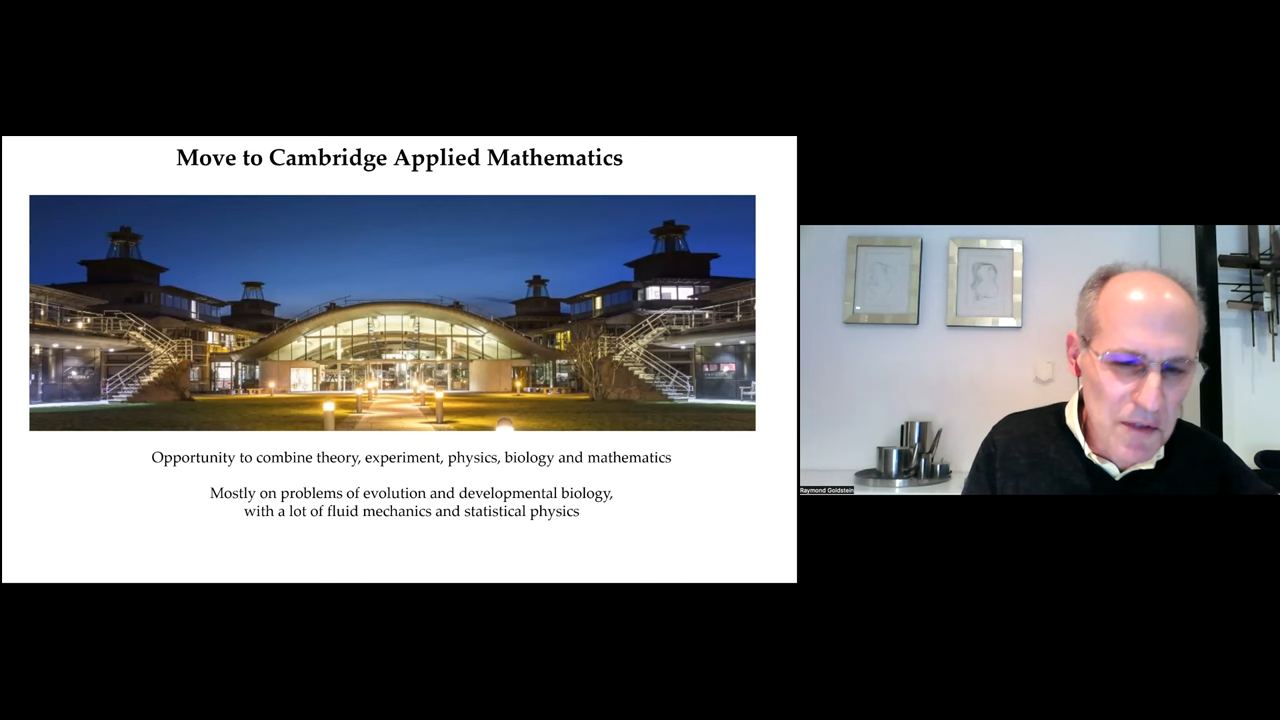 Move to Cambridge Applied Mathematics
Opportunity to combine theory, experiment, physics, biology and mathematics
Mostly on problems of evolution and developmental biology,
with a lot of fluid mechanics and statistical physics
Raymond Goldstein